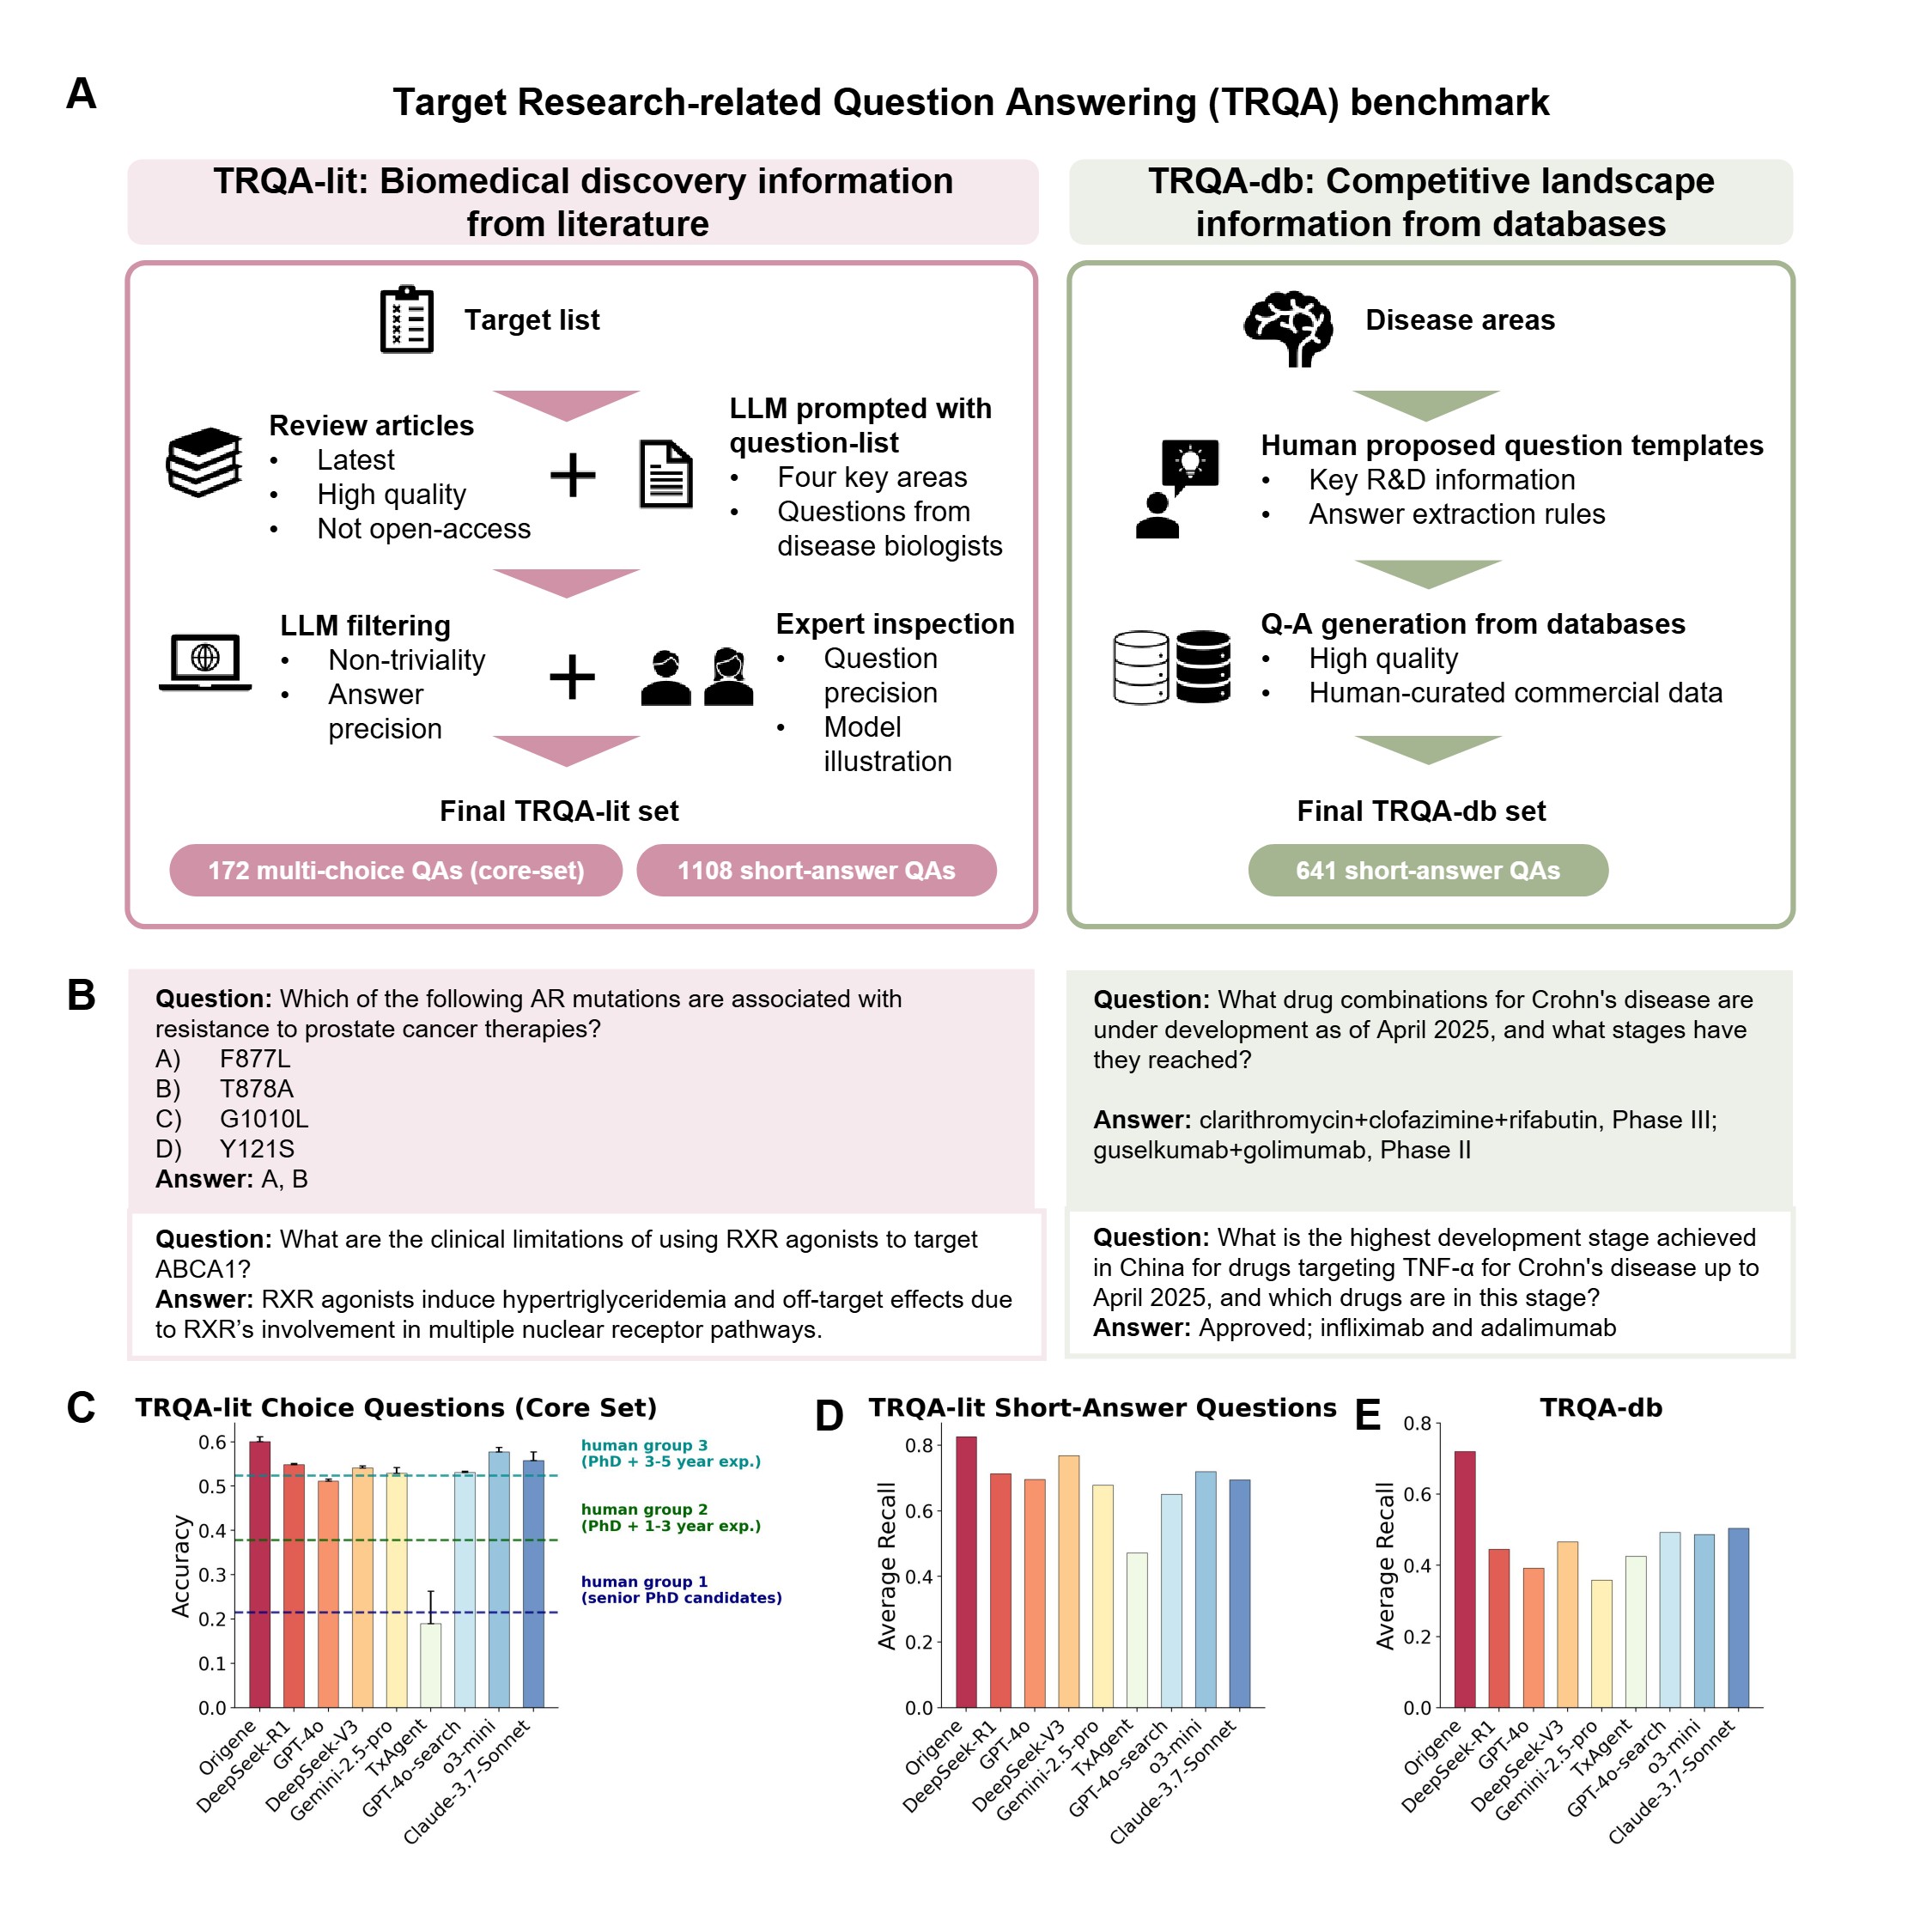 A
Target Research-related Question Answering (TRQA) benchmark
TRQA-lit: Biomedical discovery information
from literature
Target list
Review articles
• Latest
• High quality
• Not open-access
+
LLM prompted with
question-list
• Four key areas
• Questions from
disease biologists
LLM filtering
• Non-triviality
• Answer
precision
+
Expert inspection
• Question
precision
• Model
illustration
Final TRQA-lit set
172 multi-choice QAs (core-set)
1108 short-answer QAs
TRQA-db: Competitive landscape
information from databases
Disease areas
Human proposed question templates
• Key R&D information
• Answer extraction rules
Q-A generation from databases
• High quality
• Human-curated commercial data
Final TRQA-db set
641 short-answer QAs
B
Question: Which of the following AR mutations are associated with
resistance to prostate cancer therapies?
A) F877L
B) T878A
C) G1010L
D) Y121S
Answer: A, B
Question: What are the clinical limitations of using RXR agonists to target
ABCA1?
Answer: RXR agonists induce hypertriglyceridemia and off-target effects due
to RXR’s involvement in multiple nuclear receptor pathways.
Question: What drug combinations for Crohn's disease are
under development as of April 2025, and what stages have
they reached?
Answer: clarithromycin+clofazimine+rifabutin, Phase III;
guselkumab+golimumab, Phase II
Question: What is the highest development stage achieved
in China for drugs targeting TNF-α for Crohn's disease up to
April 2025, and which drugs are in this stage?
Answer: Approved; infliximab and adalimumab
C
TRQA-lit Choice Questions (Core Set)
Accuracy
0.6
0.5
0.4
0.3
0.2
0.1
0.0
human group 3
(PhD + 3-5 year exp.)
human group 2
(PhD + 1-3 year exp.)
human group 1
(senior PhD candidates)
Origene
DeepSeek-R1
GPT-4o
DeepSeek-V3
Gemini-2.5-pro
TxAgent
GPT-4o-search
o3-mini
Claude-3.7-Sonnet
D
TRQA-lit Short-Answer Questions
Average Recall
0.8
0.6
0.4
0.2
0.0
Origene
DeepSeek-R1
GPT-4o
DeepSeek-V3
Gemini-2.5-pro
TxAgent
GPT-4o-search
o3-mini
Claude-3.7-Sonnet
E
TRQA-db
Average Recall
0.8
0.6
0.4
0.2
0.0
Origene
DeepSeek-R1
GPT-4o
DeepSeek-V3
Gemini-2.5-pro
TxAgent
GPT-4o-search
o3-mini
Claude-3.7-Sonnet